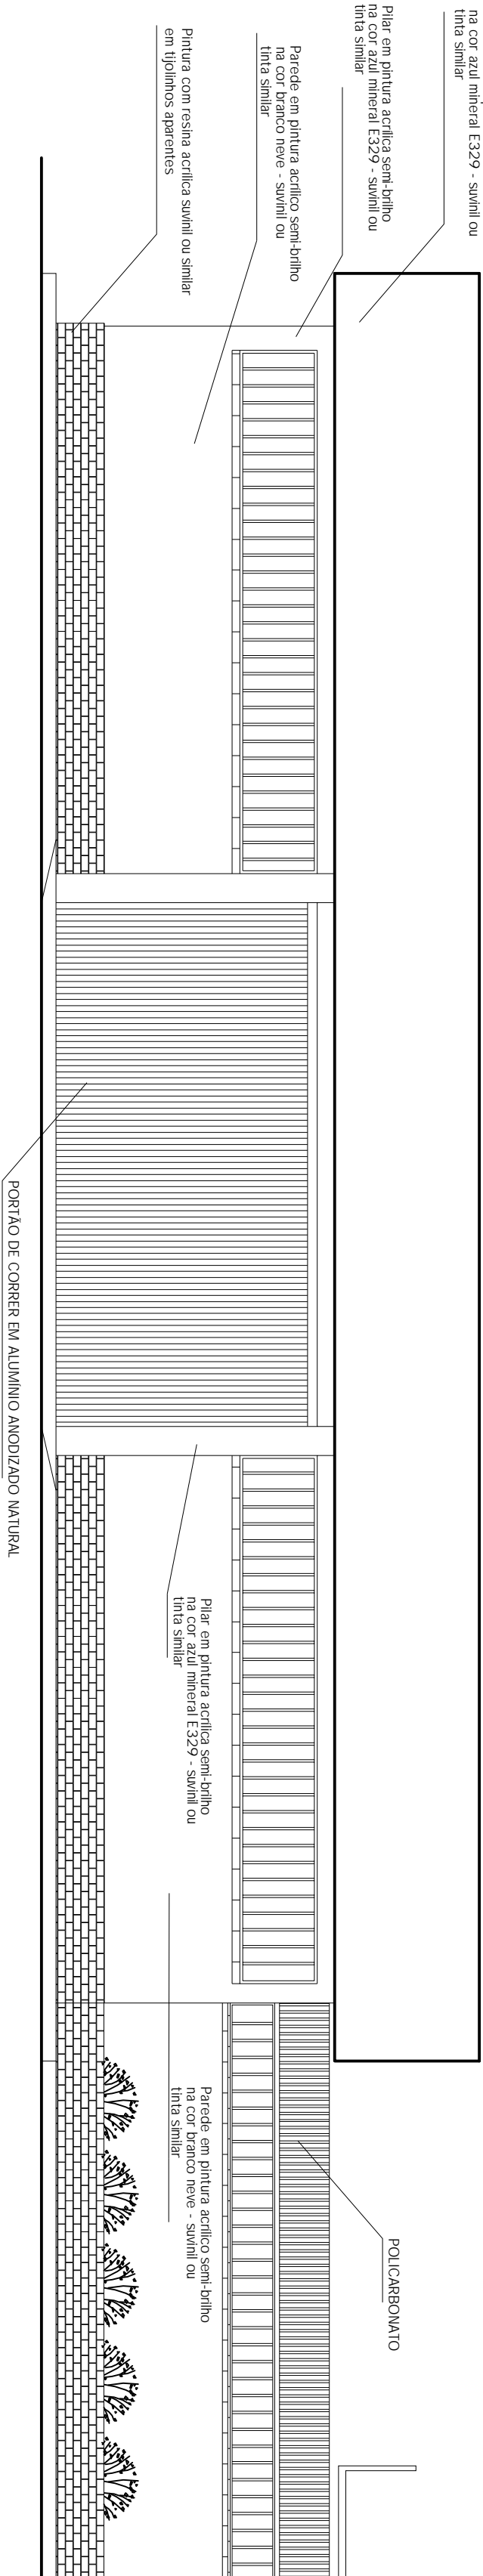 na cor azul mineral E329 - suvinil ou
tinta similar
Pilar em pintura acrílica semi-brilho
na cor azul mineral E329 - suvinil ou
tinta similar
Parede em pintura acrílico semi-brilho
na cor branco neve - suvinil ou
tinta similar
Pintura com resina acrílica suvinil ou similar
em tijolinhos aparentes
PORTÃO DE CORRER EM ALUMÍNIO ANODIZADO NATURAL
Pilar em pintura acrílica semi-brilho
na cor azul mineral E329 - suvinil ou
tinta similar
Parede em pintura acrílico semi-brilho
na cor branco neve - suvinil ou
tinta similar
POLICARBONATO